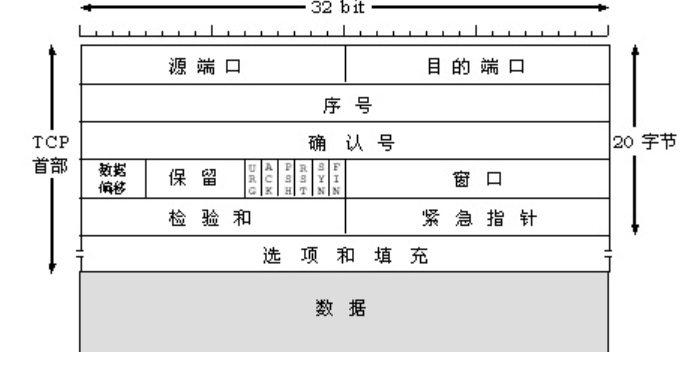 32 bit
源端口 目的端口
序号
TCP
首部
确认号
20 字节
数据
偏移
保留
URG ACK PSH RST SYN FIN
窗口
检验和 紧急指针
选项和填充
数据